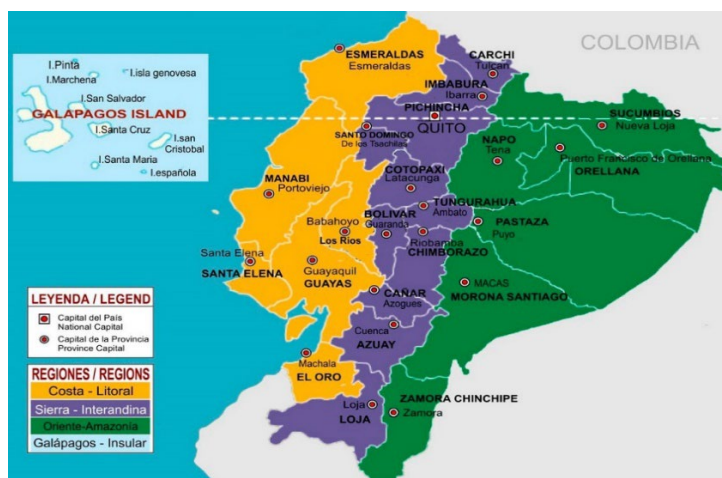 COLOMBIA
I.Pinta
I.Marchena
I.isla genovesa
I.San Salvador
GALAPAGOS ISLAND
I.Santa Cruz
I.san
Cristobal
I.Santa Maria
I.española
ESMERALDAS
Esmeraldas
CARCHI
Tulcan
IMBABURA
Ibarra
PICHINCHA
QUITO
SANTO DOMINGO
De los Tsachilas
SUCUMBIOS
Nueva Loja
NAPO
Tena
Puerto Francisco de Orellana
ORELLANA
COTOPAXI
Latacunga
MANABI
Portoviejo
TUNGURAHUA
Ambato
BOLIVAR
Guaranda
Babahoyo
Los Rios
PASTAZA
Puyo
Riobamba
CHIMBORAZO
Santa Elena
SANTA ELENA
Guayaquil
GUAYAS
MACAS
MORONA SANTIAGO
CAÑAR
Azogues
Cuenca
AZUAY
Machala
EL ORO
Loja
LOJA
ZAMORA CHINCHIPE
Zamora
LEYENDA / LEGEND
Capital del País
National Capital
Capital de la Provincia
Province Capital
REGIONES / REGIONS
Costa - Litoral
Sierra - Interandina
Oriente-Amazonía
Galápagos - Insular